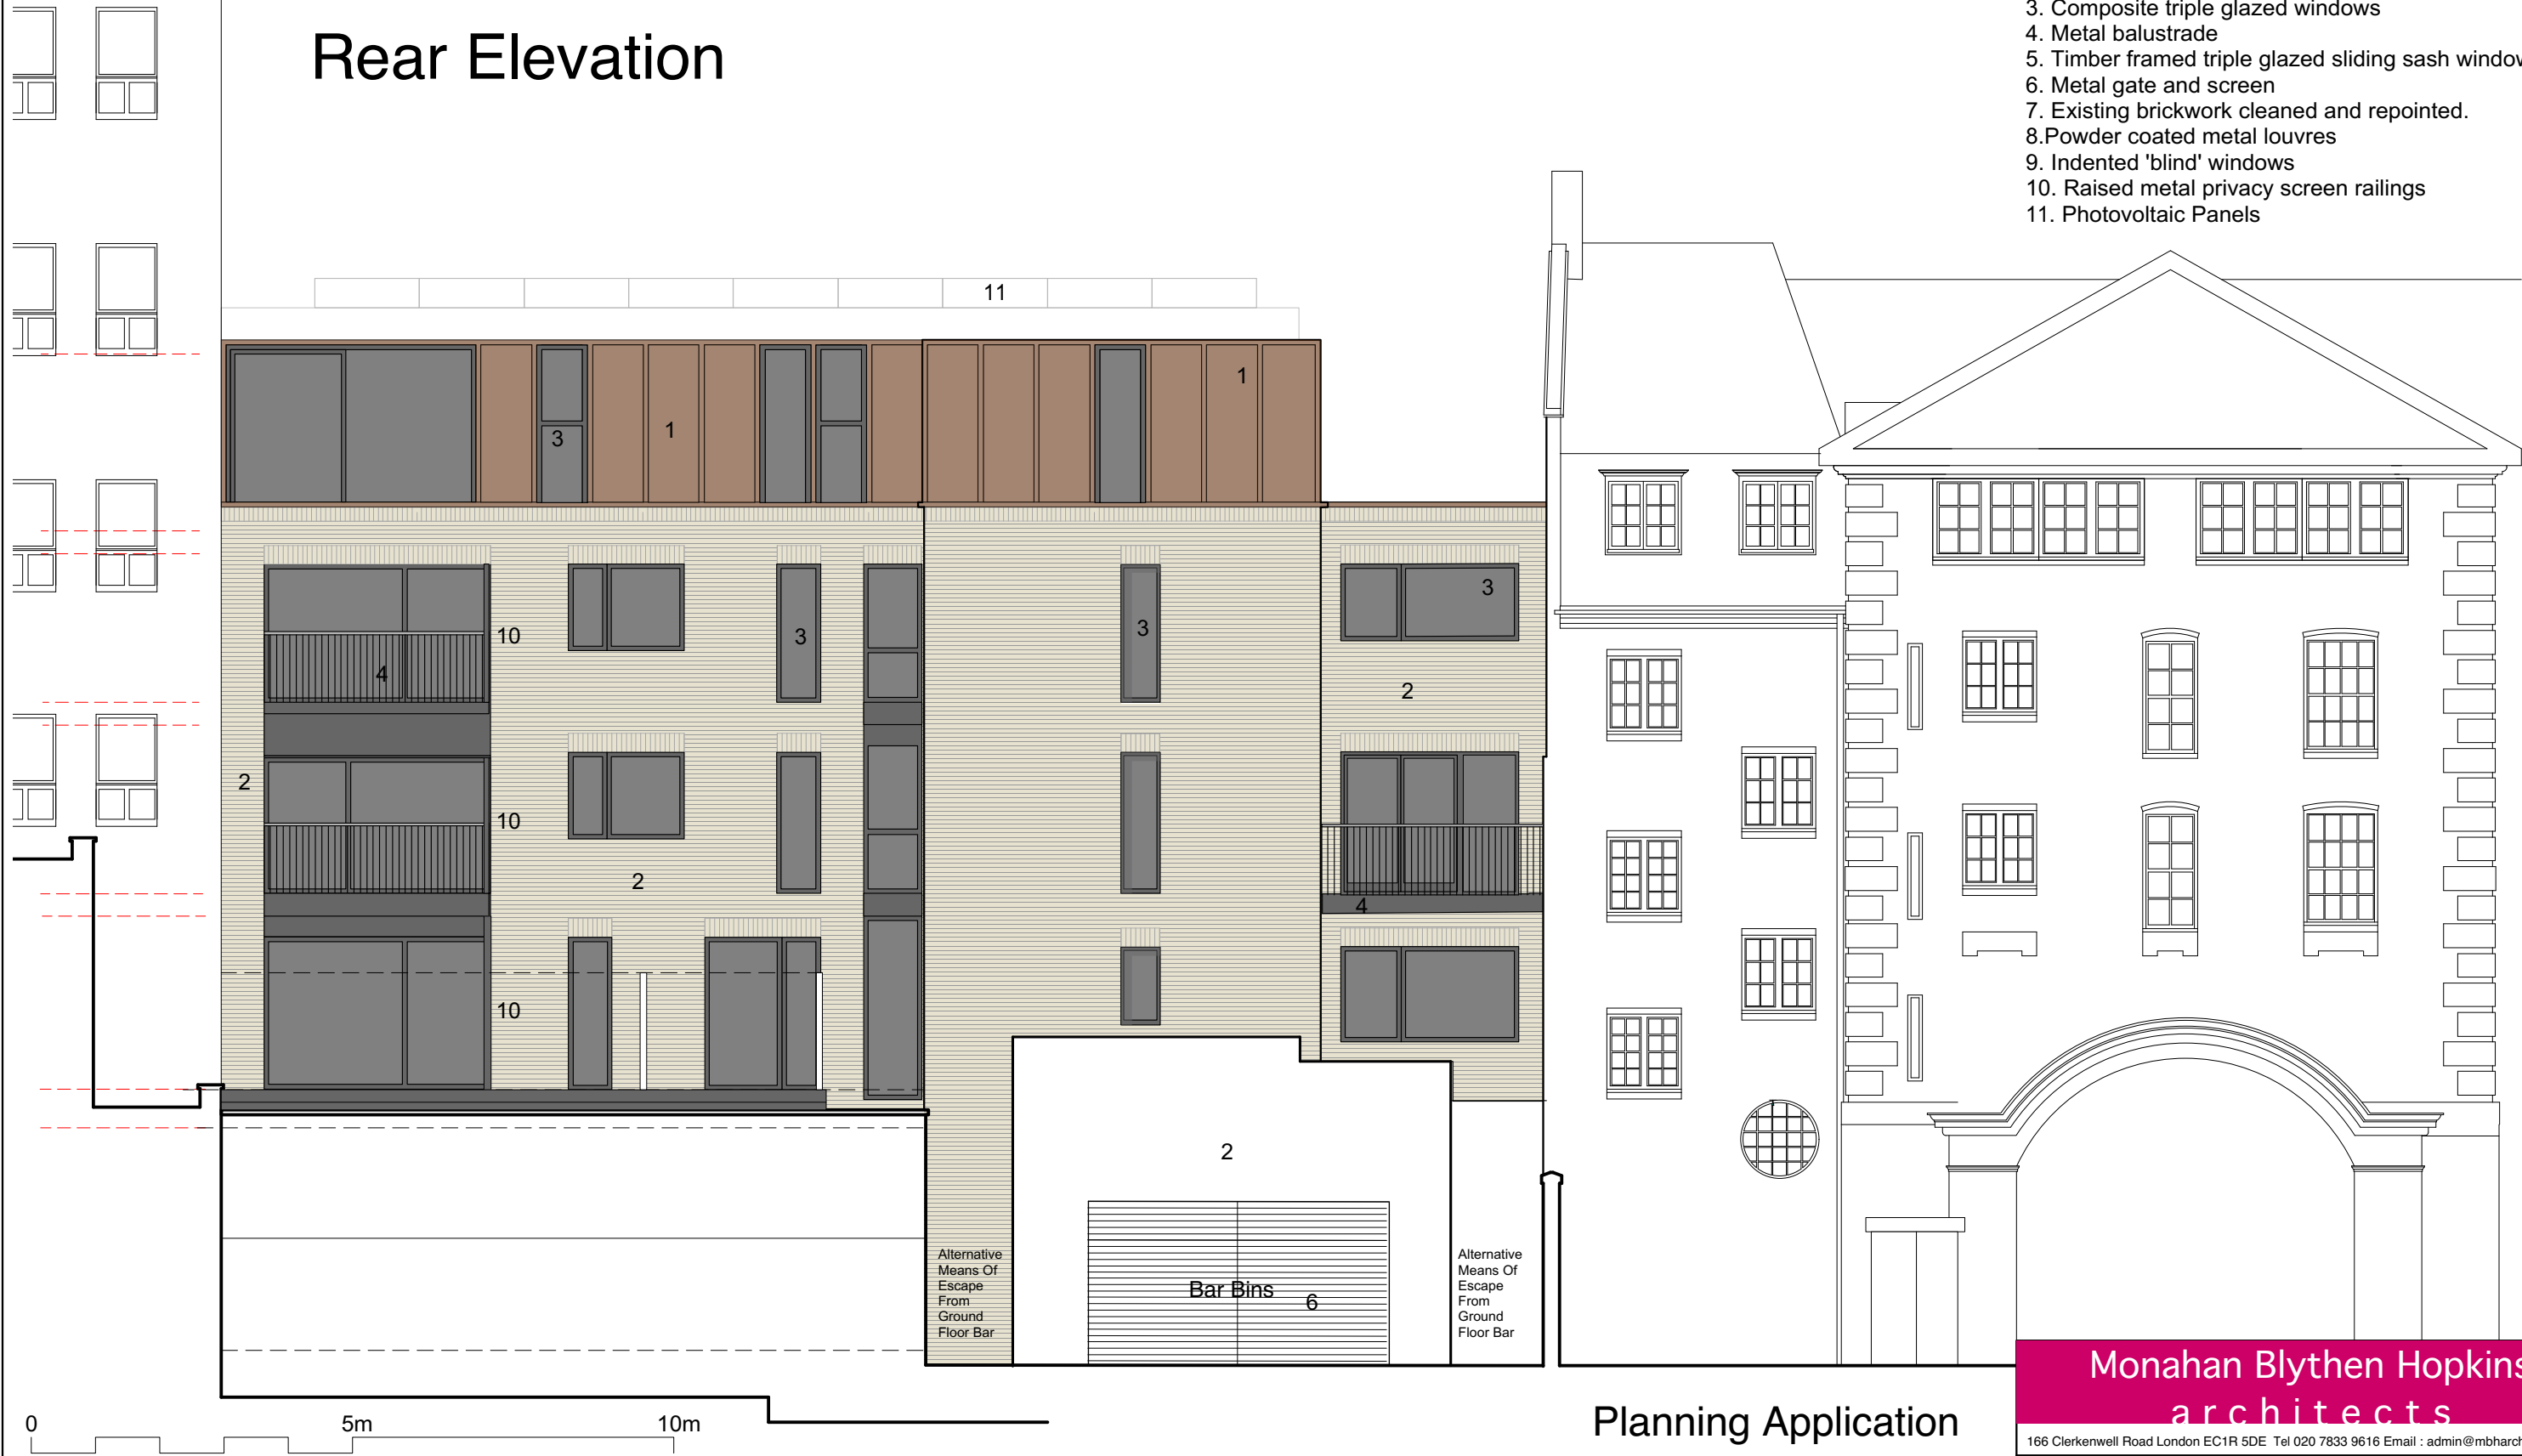 Rear Elevation
3. Composite triple glazed windows
4. Metal balustrade
5. Timber framed triple glazed sliding sash window
6. Metal gate and screen
7. Existing brickwork cleaned and repointed.
8.Powder coated metal louvres
9. Indented 'blind' windows
10. Raised metal privacy screen railings
11. Photovoltaic Panels
11
1
3
1
3
10
3
3
4
2
2
10
2
4
10
2
Alternative
Means Of
Escape
From
Ground
Floor Bar
Bar Bins
6
Alternative
Means Of
Escape
From
Ground
Floor Bar
0 5m 10m
Planning Application
Monahan Blythen Hopkins
architects
166 Clerkenwell Road London EC1R 5DE Tel 020 7833 9616 Email : admin@mbharch